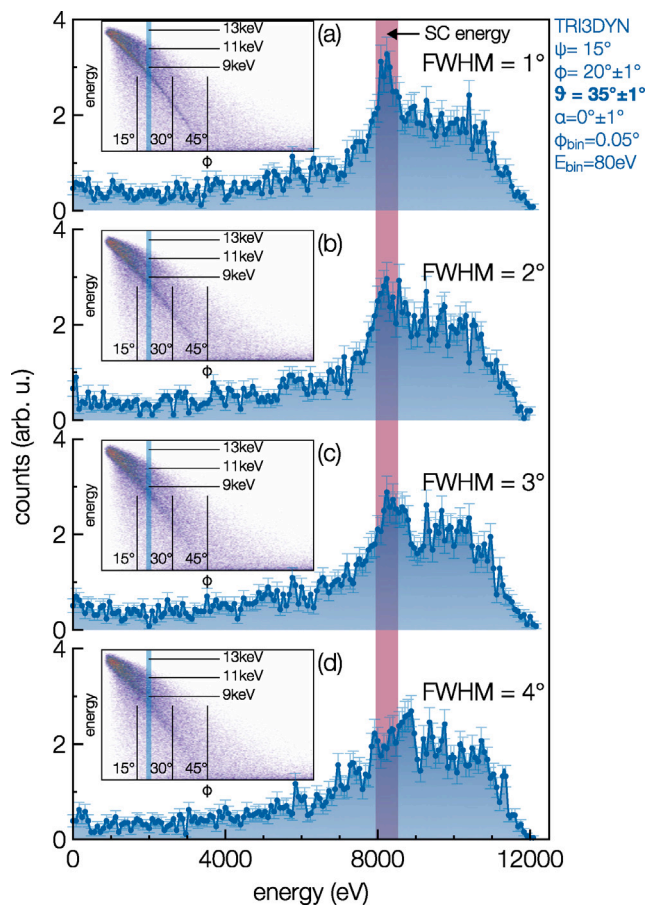 TRI3DYN
ψ= 15°
ϕ= 20°±1°
ϑ = 35°±1°
α=0°±1°
ϕbin=0.05°
Ebin=80eV
counts (arb. u.)
4
2
0
(a)
SC energy
FWHM = 1°
13keV
11keV
9keV
energy
15° 30° 45°
ϕ
4
2
0
(b)
FWHM = 2°
13keV
11keV
9keV
energy
15° 30° 45°
ϕ
4
2
0
(c)
FWHM = 3°
13keV
11keV
9keV
energy
15° 30° 45°
ϕ
4
2
0
(d)
FWHM = 4°
13keV
11keV
9keV
energy
15° 30° 45°
ϕ
0 4000 8000 12000
energy (eV)